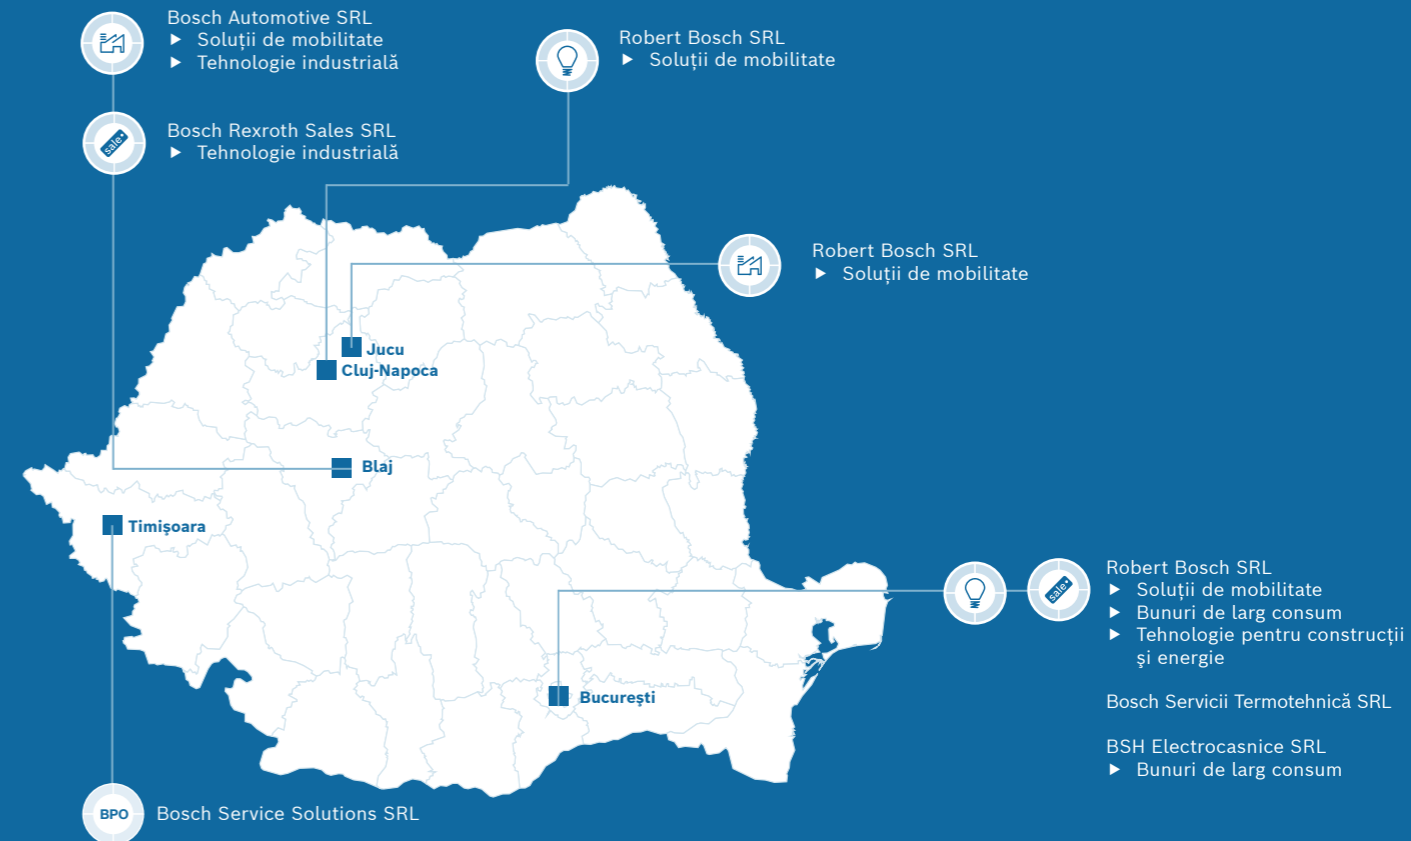 Bosch Automotive SRL
Soluții de mobilitate
Tehnologie industrială
sale
Bosch Rexroth Sales SRL
Tehnologie industrială
Robert Bosch SRL
Soluții de mobilitate
Robert Bosch SRL
Soluții de mobilitate
Jucu
Cluj-Napoca
Blaj
Timișoara
București
sale
Robert Bosch SRL
Soluții de mobilitate
Bunuri de larg consum
Tehnologie pentru construcții
și energie
Bosch Servicii Termotehnică SRL
BSH Electrocasnice SRL
Bunuri de larg consum
BPO
Bosch Service Solutions SRL